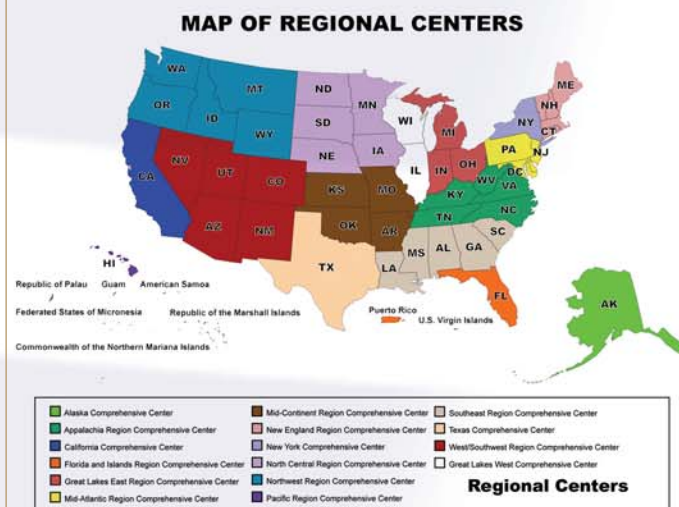 MAP OF REGIONAL CENTERS
WA
MT
ND
MN
ME
OR
ID
SD
WI
NH
WY
MI
NY
CT
NE
IA
PA
NJ
NV
UT
CO
IL
IN
OH
DC
CA
KS
MO
WV
VA
KY
NC
AZ
NM
OK
AR
TN
SC
TX
LA
MS
AL
GA
HI
FL
AK
Republic of Palau
Guam
American Samoa
Federated States of Micronesia
Republic of the Marshall Islands
Puerto Rico
U.S. Virgin Islands
Commonwealth of the Northern Mariana Islands
Alaska Comprehensive Center
Appalachia Region Comprehensive Center
California Comprehensive Center
Florida and Islands Region Comprehensive Center
Great Lakes East Region Comprehensive Center
Mid-Atlantic Region Comprehensive Center
Mid-Continent Region Comprehensive Center
New England Region Comprehensive Center
New York Comprehensive Center
North Central Region Comprehensive Center
Northwest Region Comprehensive Center
Pacific Region Comprehensive Center
Southeast Region Comprehensive Center
Texas Comprehensive Center
West/Southwest Region Comprehensive Center
Great Lakes West Comprehensive Center
Regional Centers